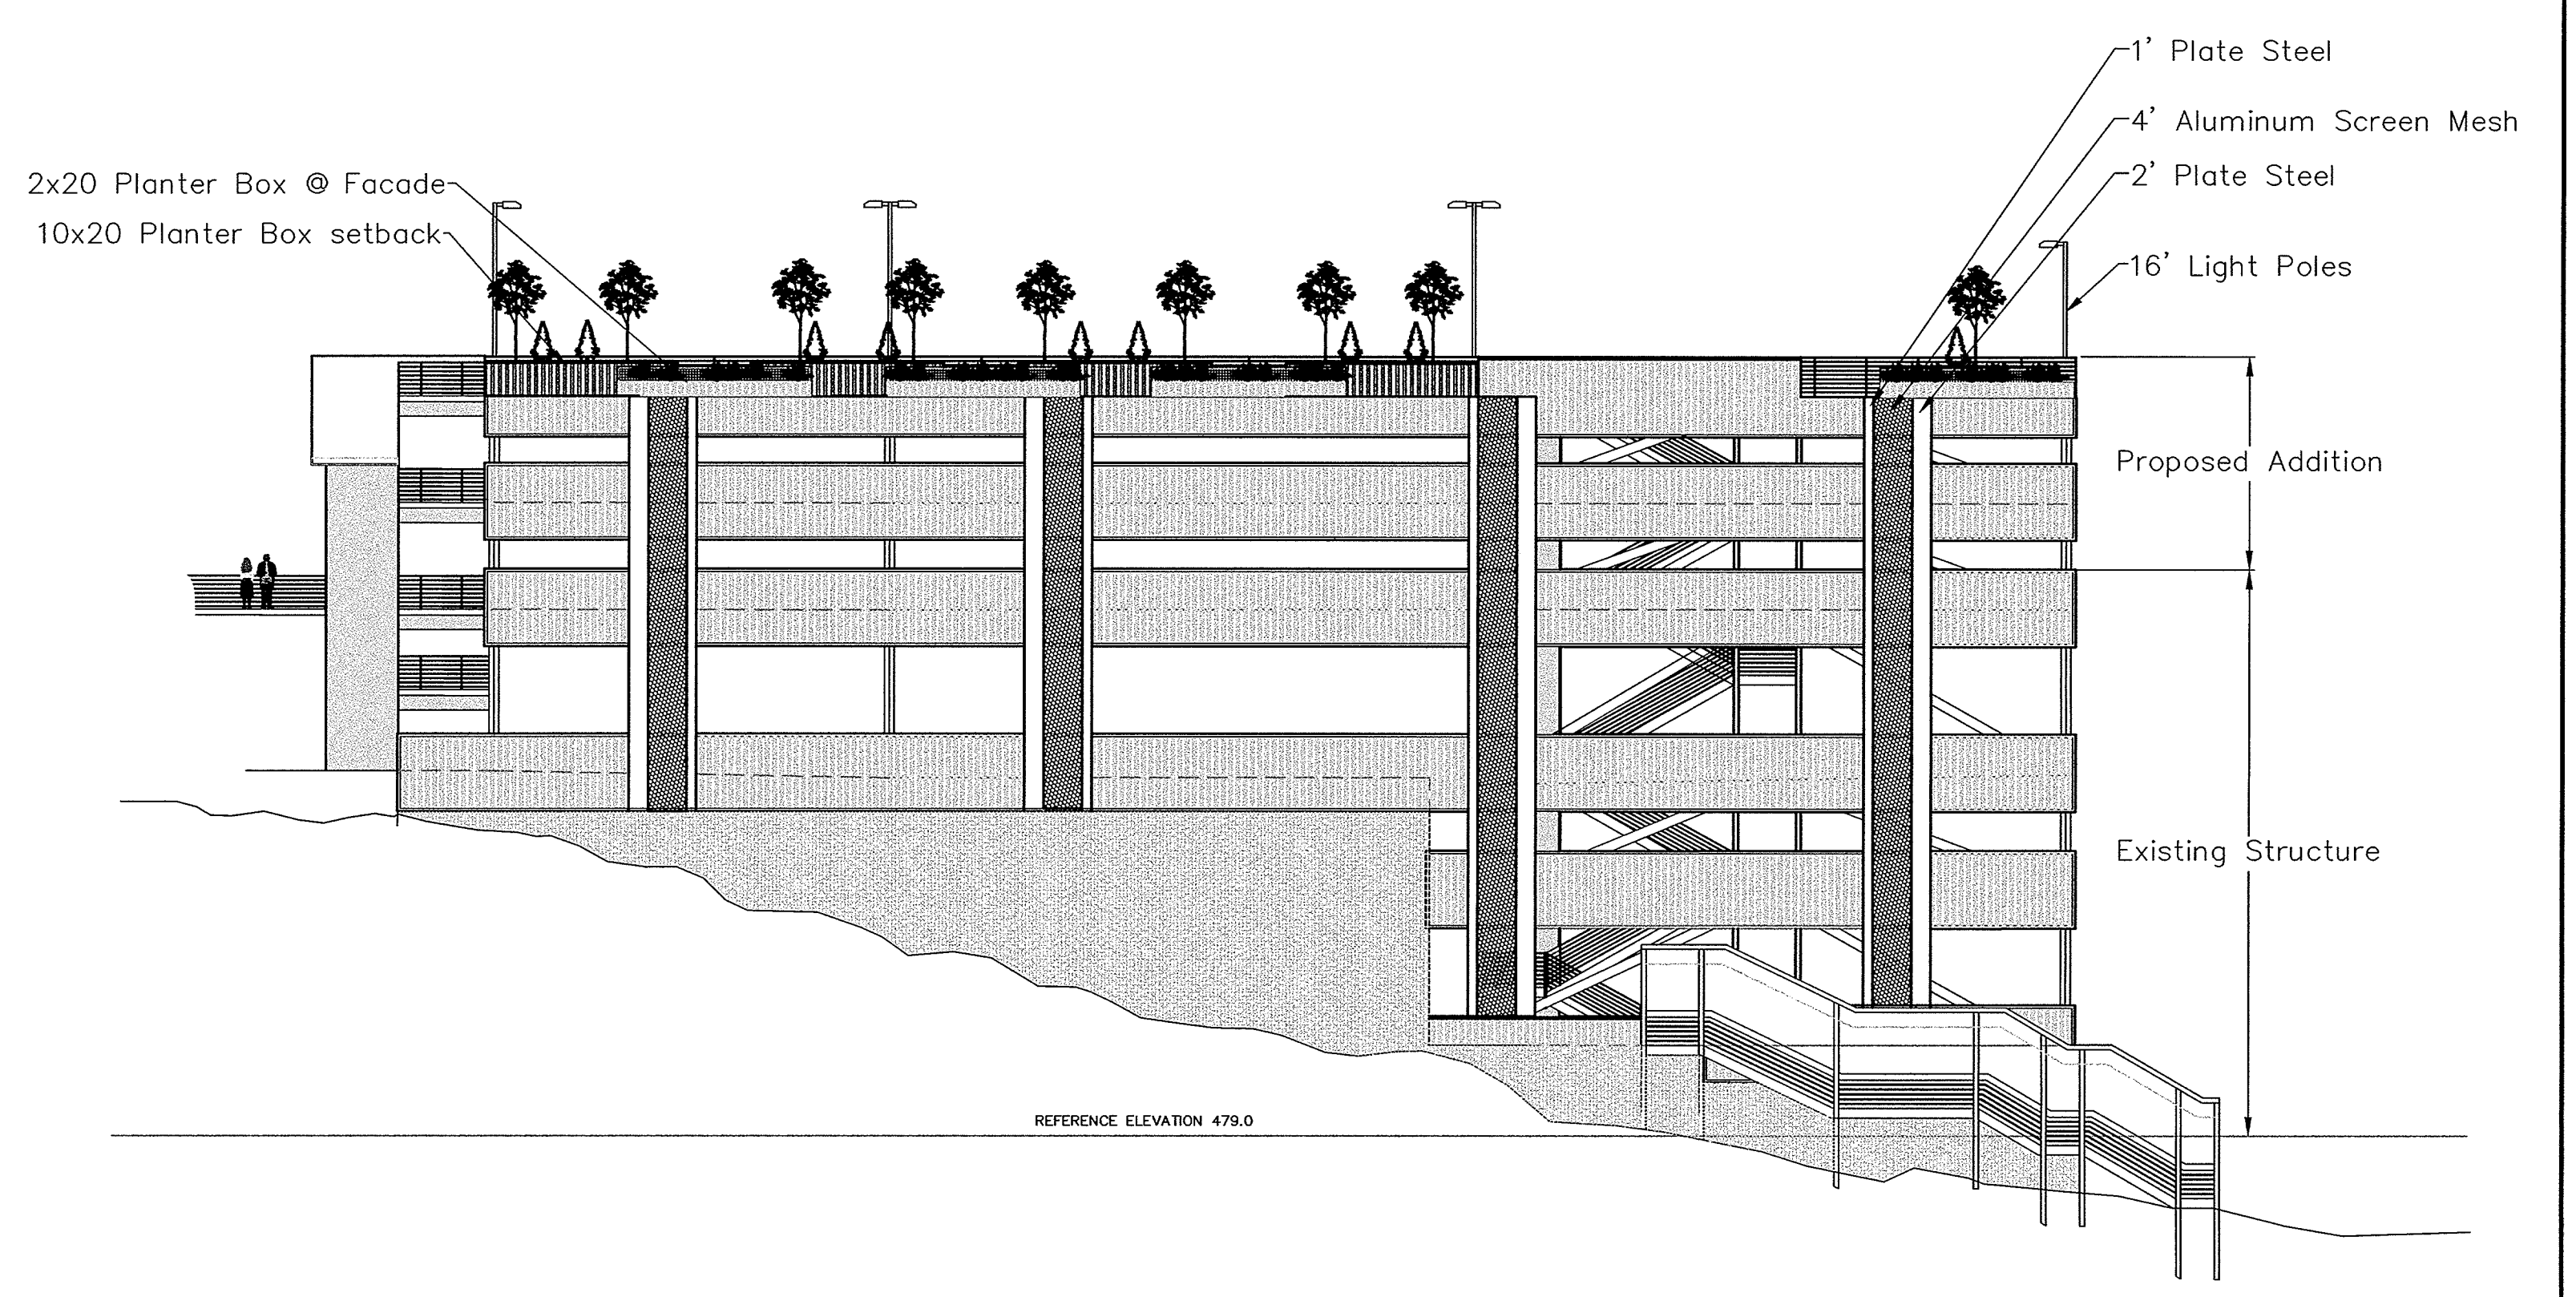 1' Plate Steel
4' Aluminum Screen Mesh
2' Plate Steel
2x20 Planter Box @ Facade
10x20 Planter Box setback
16' Light Poles
Proposed Addition
Existing Structure
REFERENCE ELEVATION 479.0